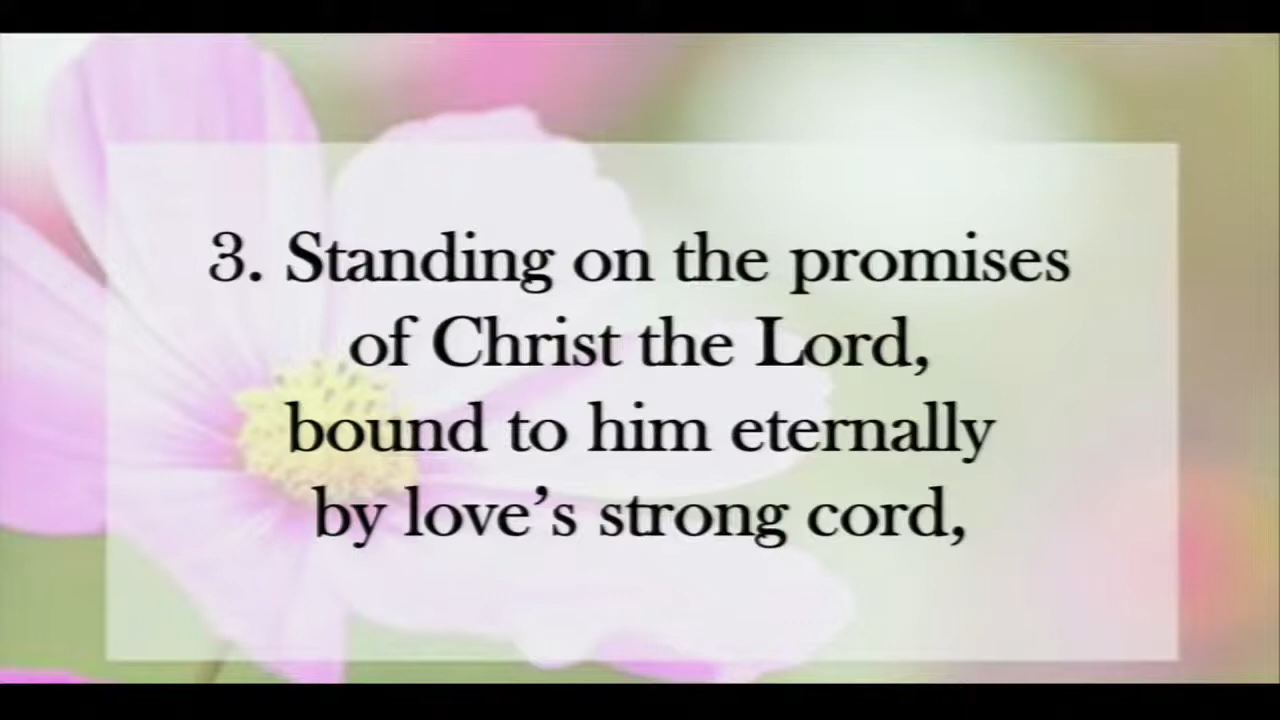 3. Standing on the promises
of Christ the Lord,
bound to him eternally
by love’s strong cord,